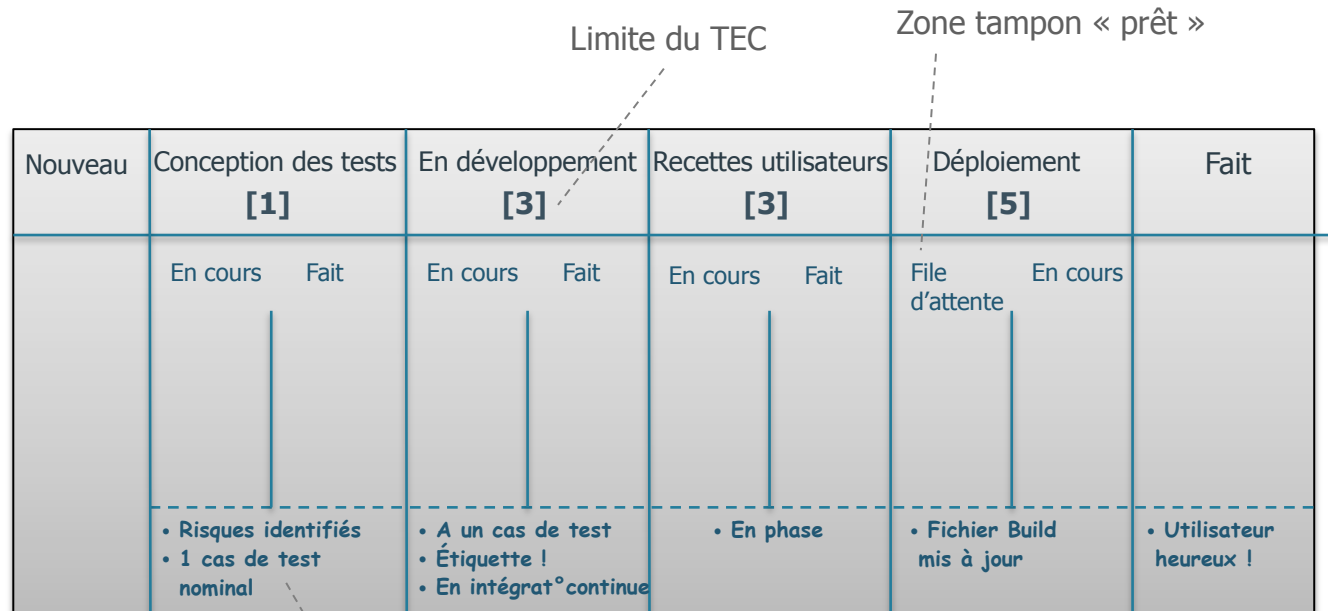 Limite du TEC
Zone tampon « prêt »
Nouveau
Conception des tests
[1]
En développement
[3]
Recettes utilisateurs
[3]
Déploiement
[5]
Fait
En cours Fait
En cours Fait
En cours Fait
File
d'attente
En cours
• Risques identifiés
• 1 cas de test
nominal
• A un cas de test
• Étiquette !
• En intégrat°continue
• En phase
• Fichier Build
mis à jour
• Utilisateur
heureux !